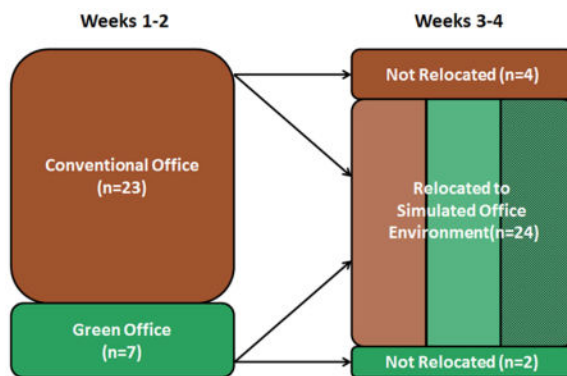 Weeks 1-2
Weeks 3-4
Conventional Office
(n=23)
Green Office
(n=7)
Not Relocated (n=4)
Relocated to
Simulated Office
Environment(n=24)
Not Relocated (n=2)